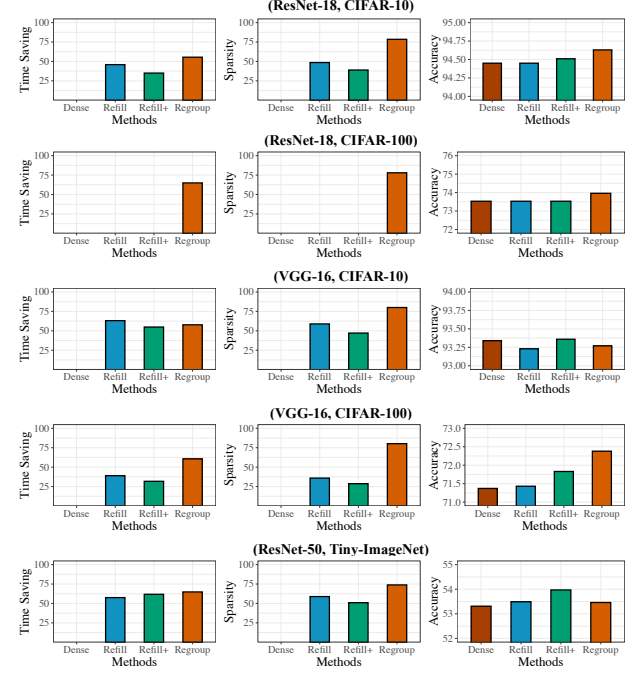 (ResNet-18, CIFAR-10)
Time Saving
100
75
50
25
Dense Refill Refill+ Regroup
Methods
Sparsity
100
75
50
25
Dense Refill Refill+ Regroup
Methods
Accuracy
95.00
94.75
94.50
94.25
94.00
Dense Refill Refill+ Regroup
Methods
(ResNet-18, CIFAR-100)
Time Saving
100
75
50
25
Dense Refill Refill+ Regroup
Methods
Sparsity
100
75
50
25
Dense Refill Refill+ Regroup
Methods
Accuracy
76
75
74
73
72
Dense Refill Refill+ Regroup
Methods
(VGG-16, CIFAR-10)
Time Saving
100
75
50
25
Dense Refill Refill+ Regroup
Methods
Sparsity
100
75
50
25
Dense Refill Refill+ Regroup
Methods
Accuracy
94.00
93.75
93.50
93.25
93.00
Dense Refill Refill+ Regroup
Methods
(VGG-16, CIFAR-100)
Time Saving
100
75
50
25
Dense Refill Refill+ Regroup
Methods
Sparsity
100
75
50
25
Dense Refill Refill+ Regroup
Methods
Accuracy
73.0
72.5
72.0
71.5
71.0
Dense Refill Refill+ Regroup
Methods
(ResNet-50, Tiny-ImageNet)
Time Saving
100
75
50
25
Dense Refill Refill+ Regroup
Methods
Sparsity
100
75
50
25
Dense Refill Refill+ Regroup
Methods
Accuracy
55
54
53
52
Dense Refill Refill+ Regroup
Methods